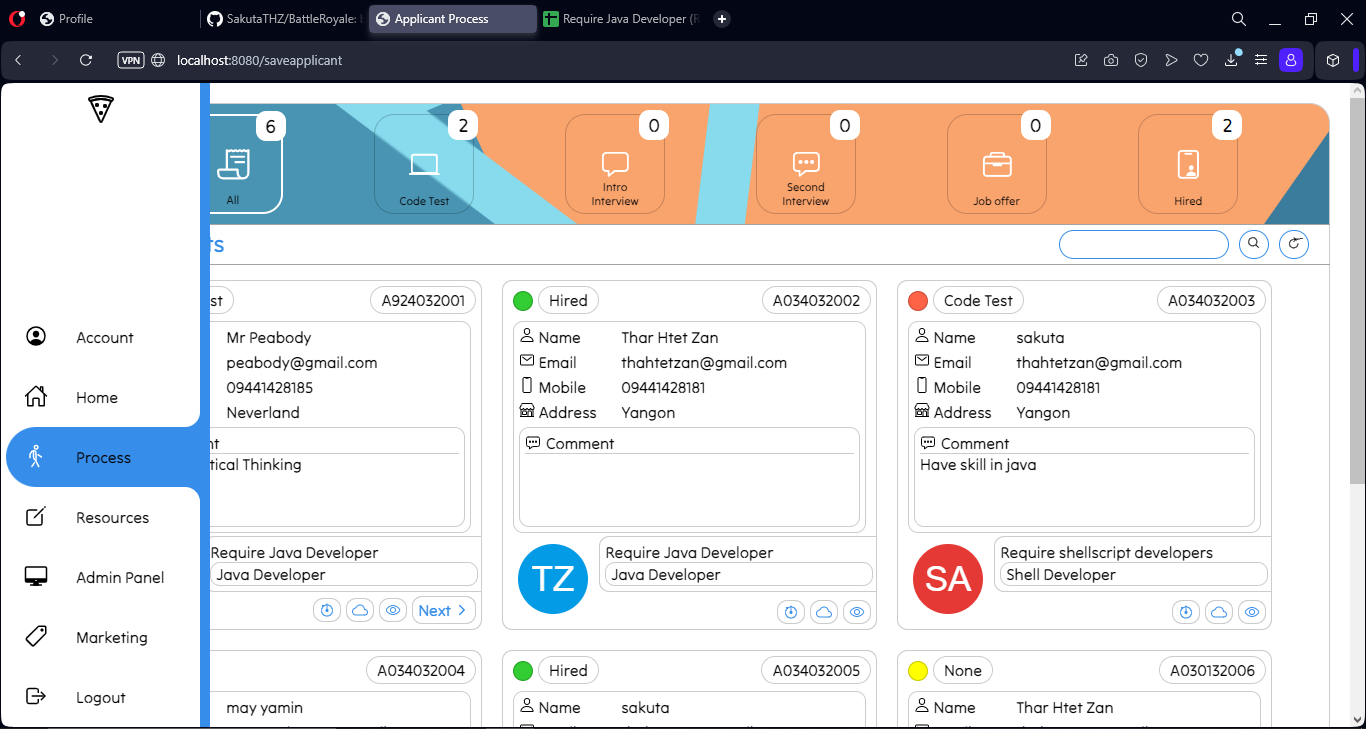 Profile
SakutaTHZ/BattleRoyale:
Applicant Process
Require Java Developer (R
VPN
localhost:8080/saveapplicant
6
All
2
Code Test
0
Intro
Interview
0
Second
Interview
0
Job offer
2
Hired
ts
Account
Home
Process
Resources
Admin Panel
Marketing
Logout
st
A924032001
Mr Peabody
peabody@gmail.com
09441428185
Neverland
nt
tical Thinking
Require Java Developer
Java Developer
Next >
Hired
A034032002
Name Thar Htet Zan
Email thahtetzan@gmail.com
Mobile 09441428181
Address Yangon
Comment
TZ
Require Java Developer
Java Developer
Code Test
A034032003
Name sakuta
Email thahtetzan@gmail.com
Mobile 09441428181
Address Yangon
Comment
Have skill in java
SA
Require shellscript developers
Shell Developer
A034032004
may yamin
Hired
A034032005
Name sakuta
None
A030132006
Name Thar Htet Zan